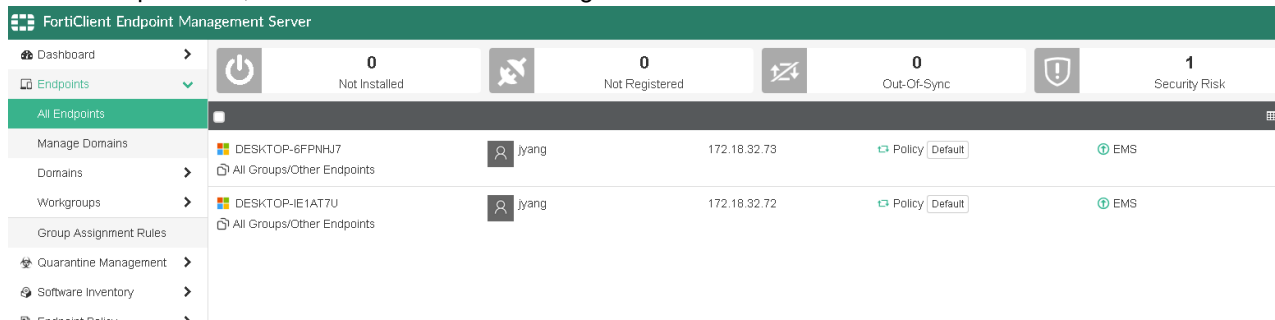 FortiClient Endpoint Management Server
Dashboard
Endpoints
All Endpoints
Manage Domains
Domains
Workgroups
Group Assignment Rules
Quarantine Management
Software Inventory
0
Not Installed
0
Not Registered
0
Out-Of-Sync
1
Security Risk
DESKTOP-6FPNHJ7 jyang 172.18.32.73 Policy Default EMS
All Groups/Other Endpoints
DESKTOP-IE1AT7U jyang 172.18.32.72 Policy Default EMS
All Groups/Other Endpoints